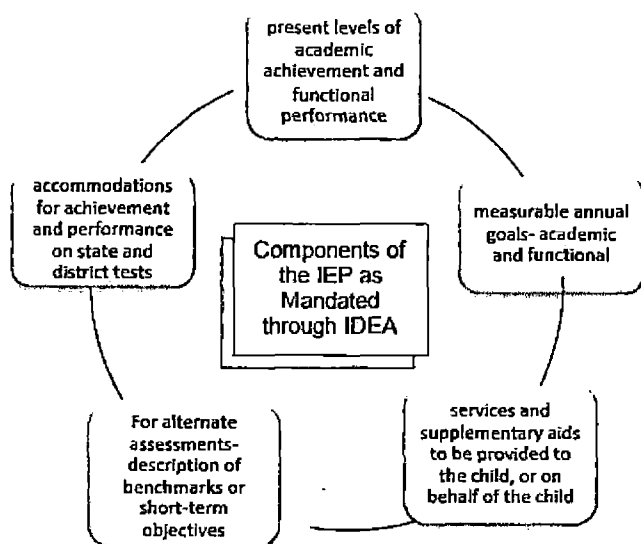 present levels of
academic
achievement and
functional
performance
measurable annual
goals- academic
and functional
services and
supplementary aids
to be provided to
the child, or on
behalf of the child
For alternate
assessments-
description of
benchmarks or
short-term
objectives
accommodations
for achievement
and performance
on state and
district tests
Components of
the IEP as
Mandated
through IDEA